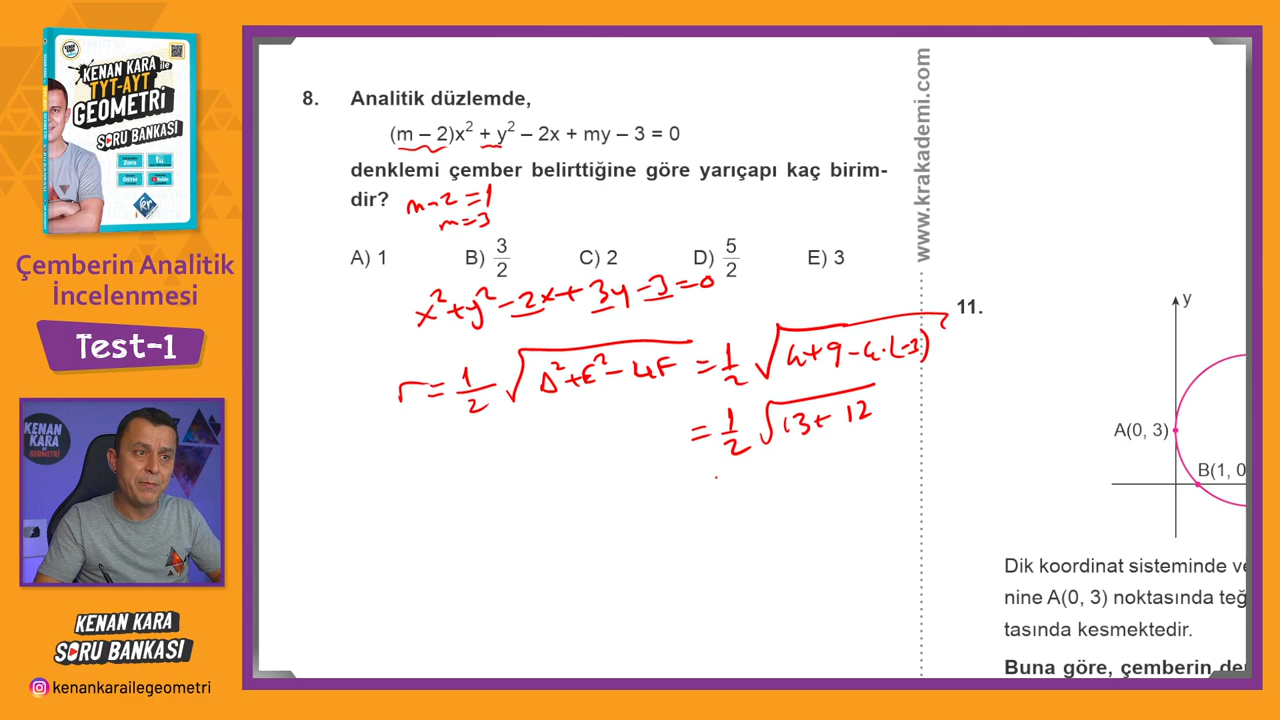 KENAN KARA ile
TYT-AYT
GEOMETRİ
SORU BANKASI
Çemberin Analitik
İncelenmesi
Test-1
KENAN
KARA
GEOMETRİ
KENAN KARA
SORU BANKASI
kenankarailegeometri
8. Analitik düzlemde,
(m – 2)x² + y² – 2x + my – 3 = 0
denklemi çember belirttiğine göre yarıçapı kaç birim-
dir?
m-2=1
m=3
A) 1 B) 3/2 C) 2 D) 5/2 E) 3
x²+y²-2x+3y-3=0
r=1/2 √(D²+E²-4F) =1/2 √(4+9-4.(-3))
=1/2 √(13+12)
www.krakademi.com
11.
y
A(0, 3)
B(1, 0
Dik koordinat sisteminde ve
nine A(0, 3) noktasında teğ
tasında kesmektedir.
Buna göre, çemberin de